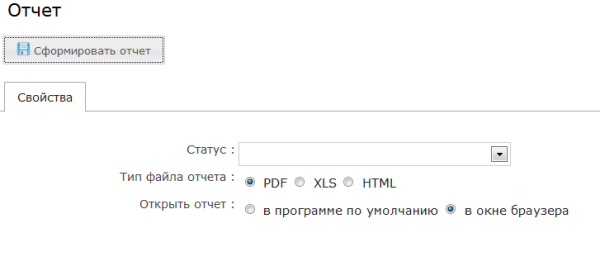 Отчет
Сформировать отчет
Свойства
Статус :
Тип файла отчета : PDF XLS HTML
Открыть отчет : в программе по умолчанию в окне браузера